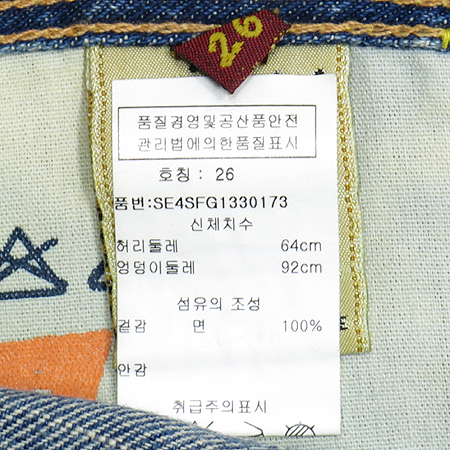 26
품질경영및공산품안전
관리법에의한품질표시
호칭 : 26
품번:SE4SFG1330173
신체치수
허리둘레 64cm
엉덩이둘레 92cm
섬유의 조성
겉감 면 100%
안감
취급주의표시